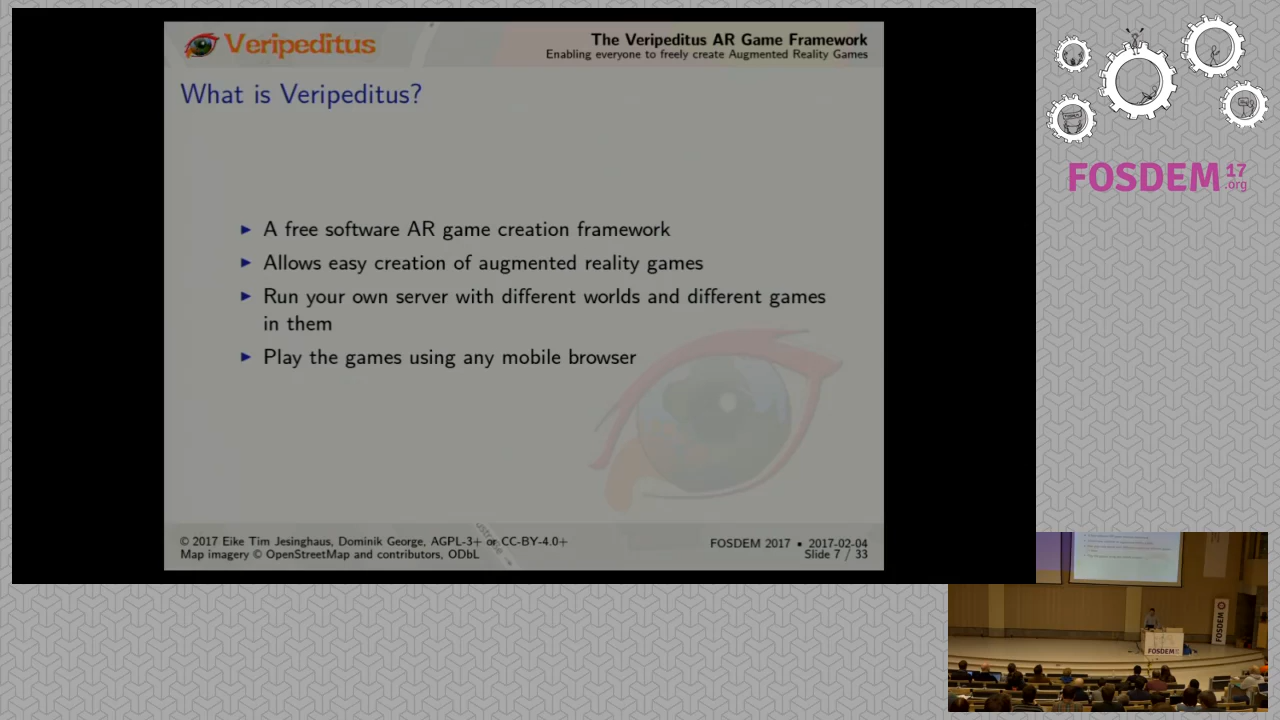 Veripeditus
The Veripeditus AR Game Framework
Enabling everyone to freely create Augmented Reality Games
What is Veripeditus?
A free software AR game creation framework
Allows easy creation of augmented reality games
Run your own server with different worlds and different games
in them
Play the games using any mobile browser
© 2017 Eike Tim Jesinghaus, Dominik George, AGPL-3+ or CC-BY-4.0+
Map imagery © OpenStreetMap and contributors, ODbL
FOSDEM 2017 • 2017-02-04
Slide 7 / 33
FOSDEM 17
.org
FOSDEM
FOSDEM